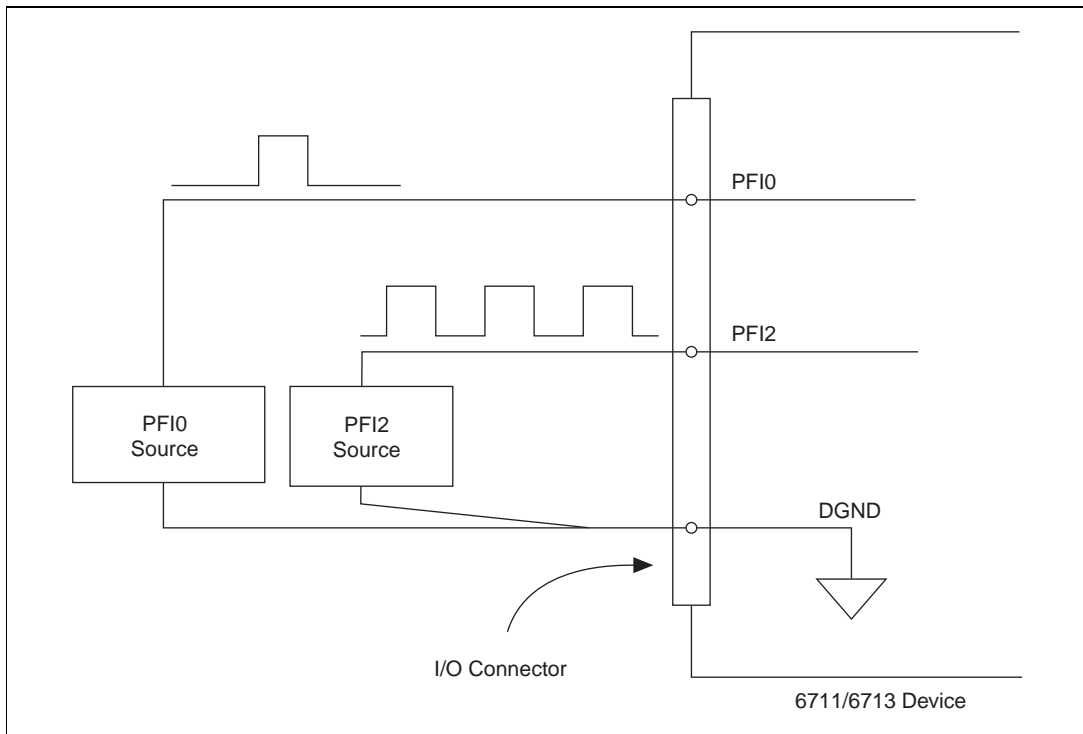 PFI0
PFI2
PFI0
Source
PFI2
Source
DGND
I/O Connector
6711/6713 Device